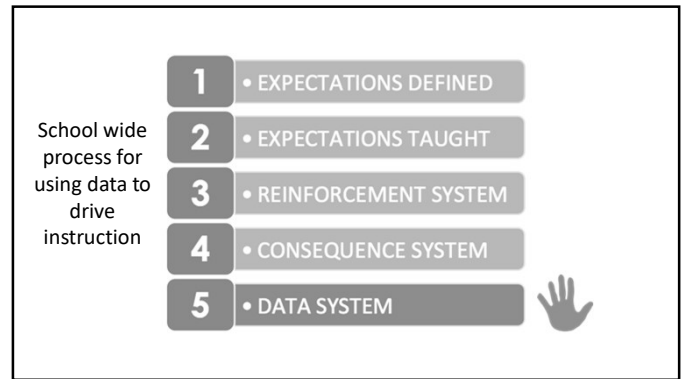 School wide
process for
using data to
drive
instruction
1 • EXPECTATIONS DEFINED
2 • EXPECTATIONS TAUGHT
3 • REINFORCEMENT SYSTEM
4 • CONSEQUENCE SYSTEM
5 • DATA SYSTEM